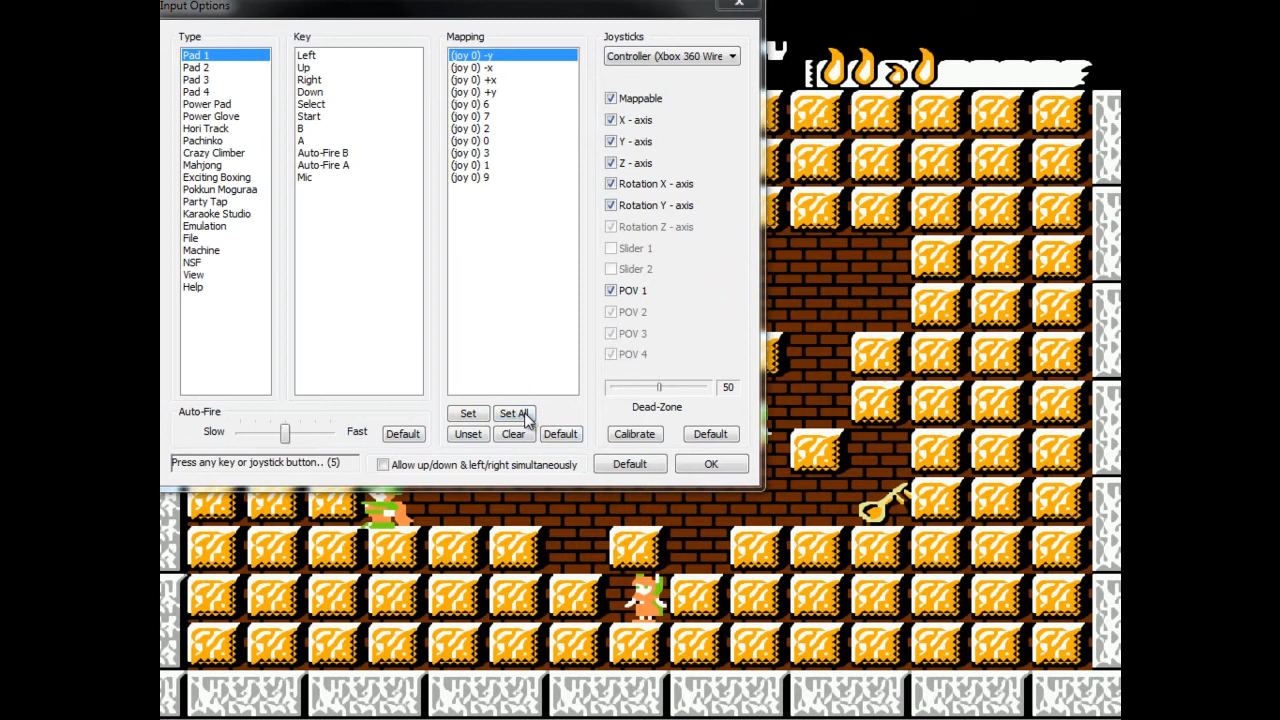 Input Options
Type
Pad 1
Pad 2
Pad 3
Pad 4
Power Pad
Power Glove
Hori Track
Pachinko
Crazy Climber
Mahjong
Exciting Boxing
Pokkun Moguraa
Party Tap
Karaoke Studio
Emulation
File
Machine
NSF
View
Help
Key
Left
Up
Right
Down
Select
Start
B
A
Auto-Fire B
Auto-Fire A
Mic
Mapping
(joy 0) -y
(joy 0) -x
(joy 0) +x
(joy 0) +y
(joy 0) 6
(joy 0) 7
(joy 0) 2
(joy 0) 0
(joy 0) 3
(joy 0) 1
(joy 0) 9
Set Set All
Unset Clear Default
Joysticks
Controller (Xbox 360 Wire
Mappable
X - axis
Y - axis
Z - axis
Rotation X - axis
Rotation Y - axis
Rotation Z - axis
Slider 1
Slider 2
POV 1
POV 2
POV 3
POV 4
50
Dead-Zone
Calibrate Default
Auto-Fire
Slow Fast Default
Press any key or joystick button.. (5)
Allow up/down & left/right simultaneously
Default OK